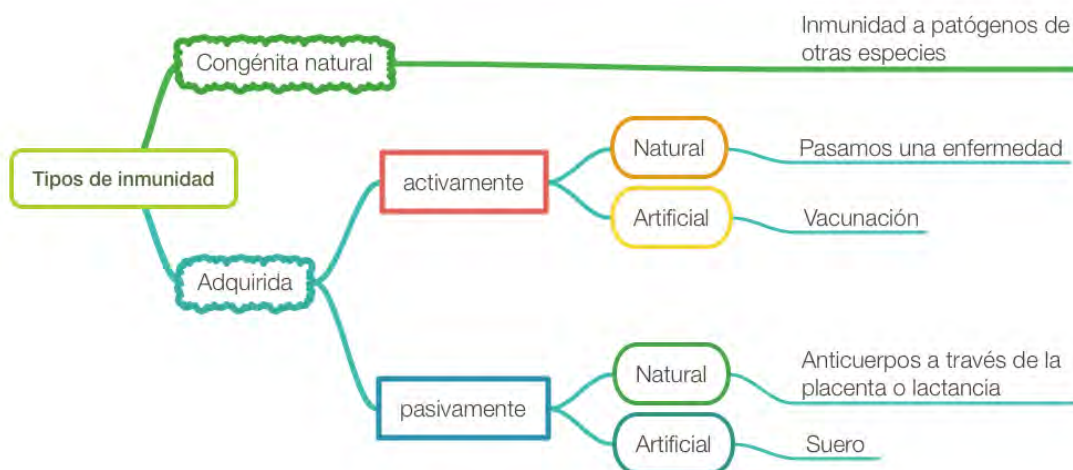 Tipos de inmunidad
Congénita natural
Inmunidad a patógenos de
otras especies
Adquirida
activamente
Natural
Pasamos una enfermedad
Artificial
Vacunación
pasivamente
Natural
Anticuerpos a través de la
placenta o lactancia
Artificial
Suero